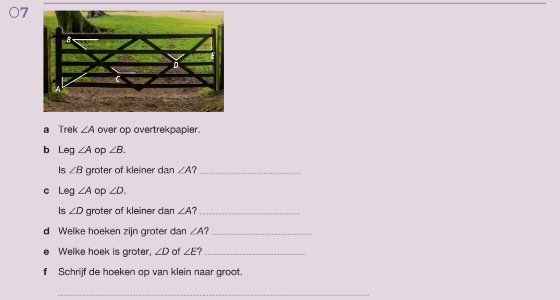 O7
B
E
D
C
A
a Trek ∠A over op overtrekpapier.
b Leg ∠A op ∠B.
Is ∠B groter of kleiner dan ∠A?
c Leg ∠A op ∠D.
Is ∠D groter of kleiner dan ∠A?
d Welke hoeken zijn groter dan ∠A?
e Welke hoek is groter, ∠D of ∠E?
f Schrijf de hoeken op van klein naar groot.